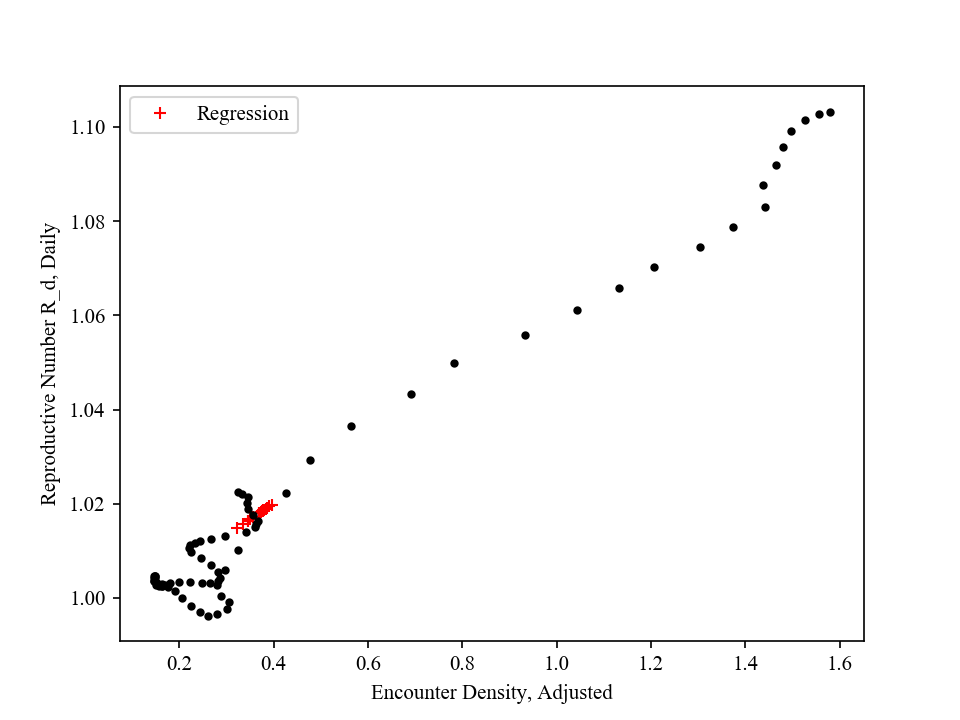 Regression
1.10
1.08
1.06
1.04
1.02
1.00
Reproductive Number R_d, Daily
0.2 0.4 0.6 0.8 1.0 1.2 1.4 1.6
Encounter Density, Adjusted